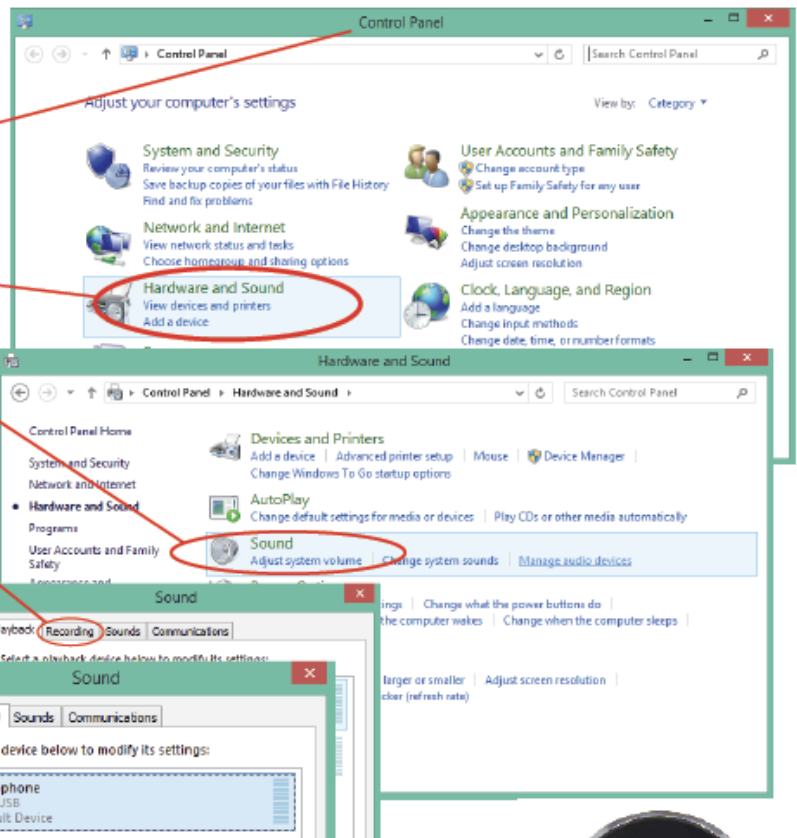 Control Panel
Control Panel
Search Control Panel
Adjust your computer's settings
View by: Category
System and Security
Review your computer's status
Save backup copies of your files with File History
Find and fix problems
Network and Internet
View network status and tasks
Choose homegroup and sharing options
Hardware and Sound
View devices and printers
Add a device
User Accounts and Family Safety
Change account type
Set up Family Safety for any user
Appearance and Personalization
Change the theme
Change desktop background
Adjust screen resolution
Clock, Language, and Region
Add a language
Change input methods
Change date, time, or number formats
Hardware and Sound
Control Panel Hardware and Sound
Search Control Panel
Control Panel Home
System and Security
Network and Internet
Hardware and Sound
Programs
User Accounts and Family
Safety
Appearance and
Devices and Printers
Add a device Advanced printer setup Mouse Device Manager
Change Windows To Go startup options
AutoPlay
Change default settings for media or devices Play CDs or other media automatically
Sound
Adjust system volume Change system sounds Manage audio devices
ings Change what the power buttons do
the computer wakes Change when the computer sleeps
larger or smaller Adjust screen resolution
cker (refresh rate)
Sound
ayback Recording Sounds Communications
Select a playback device below to modify its settings:
Sound
Sounds Communications
device below to modify its settings:
phone
USB
ult Device